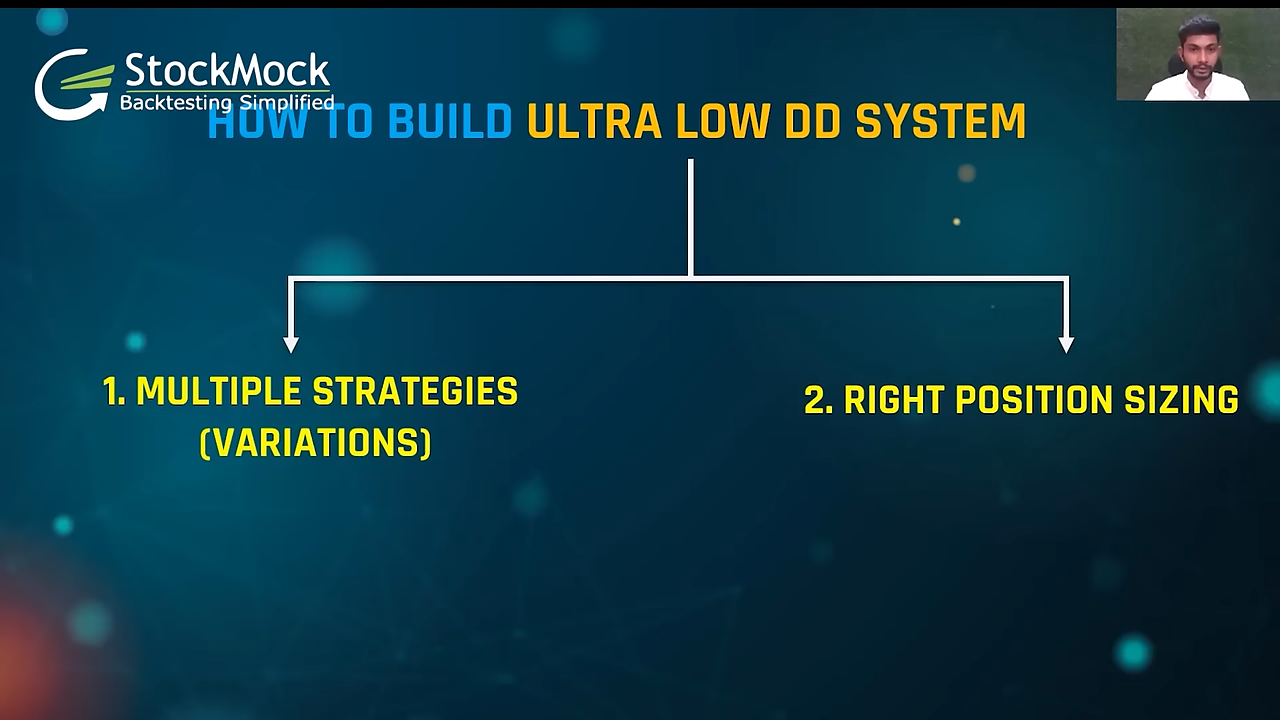 StockMock
Backtesting Simplified
HOW TO BUILD ULTRA LOW DD SYSTEM
1. MULTIPLE STRATEGIES
(VARIATIONS)
2. RIGHT POSITION SIZING